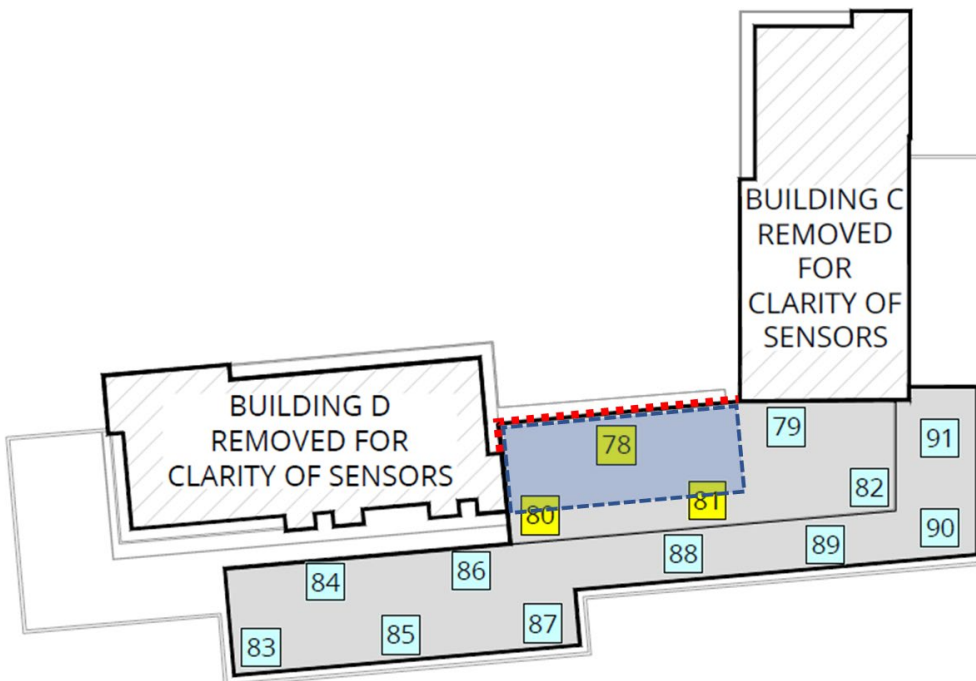 BUILDING C
REMOVED
FOR
CLARITY OF
SENSORS
BUILDING D
REMOVED FOR
CLARITY OF SENSORS
78
79
91
80
81
82
90
88
89
84
86
83
85
87